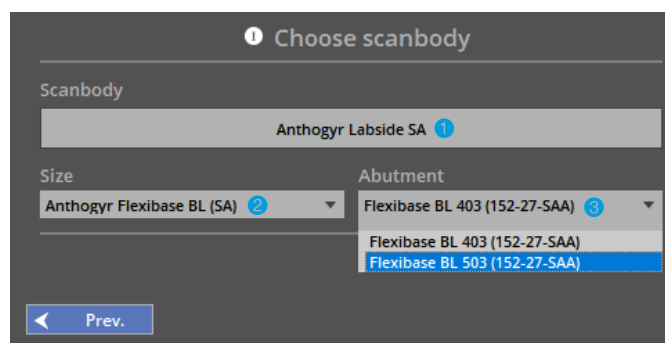 ! Choose scanbody
Scanbody
Anthogyr Labside SA 1
Size
Abutment
Anthogyr Flexibase BL (SA) 2
Flexibase BL 403 (152-27-SAA) 3
Flexibase BL 403 (152-27-SAA)
Flexibase BL 503 (152-27-SAA)
Prev.